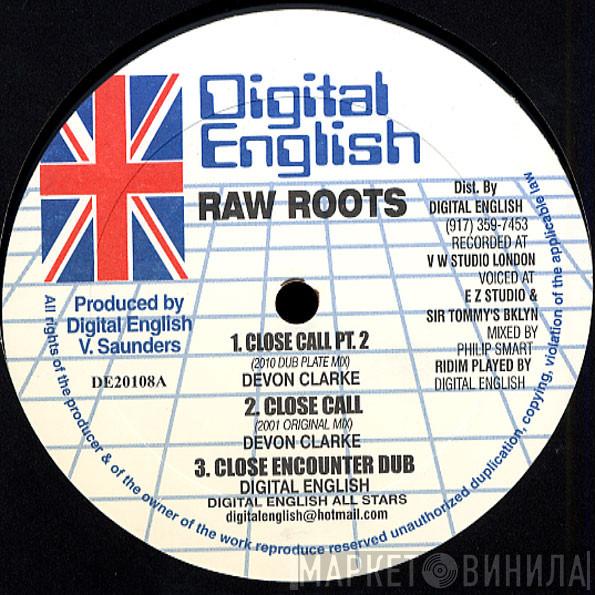 Digital
English
RAW ROOTS
Dist. By
DIGITAL ENGLISH
(917) 359-7453
RECORDED AT
V W STUDIO LONDON
VOICED AT
E Z STUDIO &
SIR TOMMY'S BKLYN
MIXED BY
PHILIP SMART
RIDIM PLAYED BY
DIGITAL ENGLISH
Produced by
Digital English
V. Saunders
DE20108A
1. CLOSE CALL PT. 2
(2010 DUB PLATE MIX)
DEVON CLARKE
2. CLOSE CALL
(2001 ORIGINAL MIX)
DEVON CLARKE
3. CLOSE ENCOUNTER DUB
DIGITAL ENGLISH
DIGITAL ENGLISH ALL STARS
digitalenglish@hotmail.com
All rights of the producer & of the owner of the work reproduce reserved unauthorized duplication, copying, violation of the applicable law
МАРКЕТ ВИНИЛА